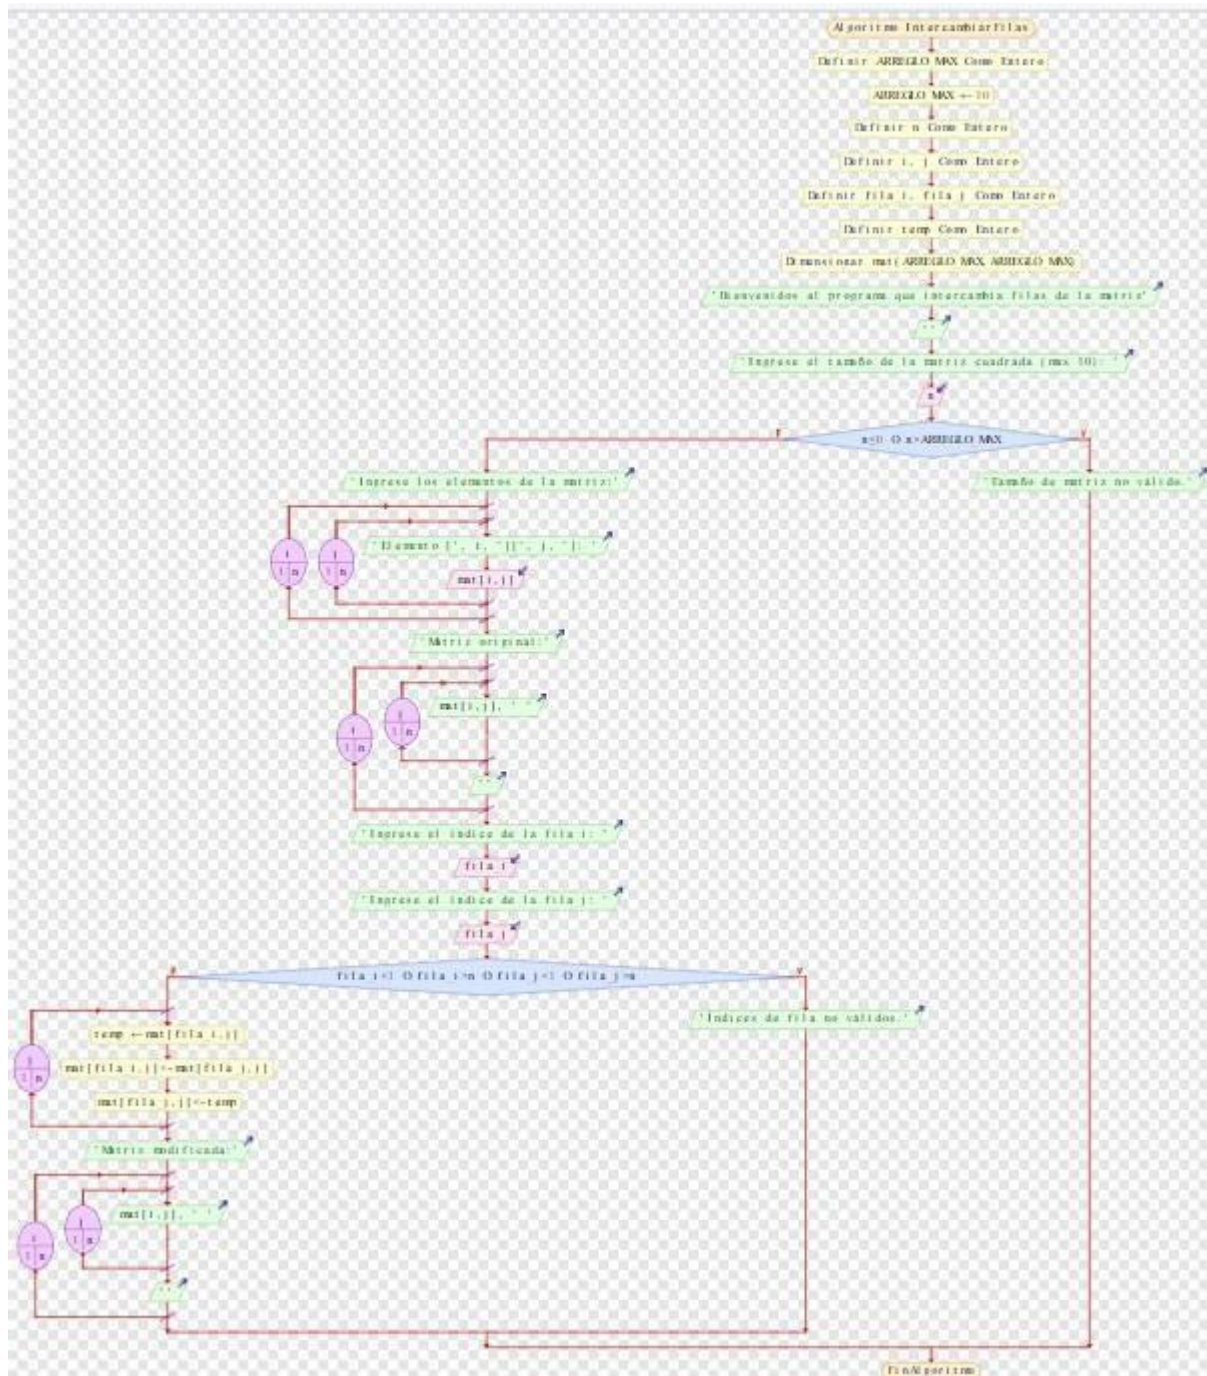 Algoritmo IntercambiarFilas
Definir ARREGLO MAX Como Entero
ARREGLO MAX ← 10
Definir n Como Entero
Definir i, j Como Entero
Definir fila i, fila j Como Entero
Definir temp Como Entero
Dimensionar mat( ARREGLO MAX, ARREGLO MAX)
'Bienvenidos al programa que intercambia filas de la matriz'
' '
'Ingrese el tamaño de la matriz cuadrada (max 10): '
n
n≤0 O n>ARREGLO MAX
F
V
'Ingrese los elementos de la matriz:'
'Tamaño de matriz no válido.'
'Elemento [', i, '][', j, ']: '
i
1 n
j
1 n
mat[i,j]
'Matriz original:'
mat[i,j], ' '
j
1 n
i
1 n
' '
'Ingrese el índice de la fila i: '
fila i
'Ingrese el índice de la fila j: '
fila j
fila i<1 O fila i>n O fila j<1 O fila j>n
F
V
'Índices de fila no válidos.'
temp ←mat[fila i,j]
j
1 n
mat[fila i,j]←mat[fila j,j]
mat[fila j,j]←temp
'Matriz modificada:'
mat[i,j], ' '
j
1 n
i
1 n
' '
FinAlgoritmo